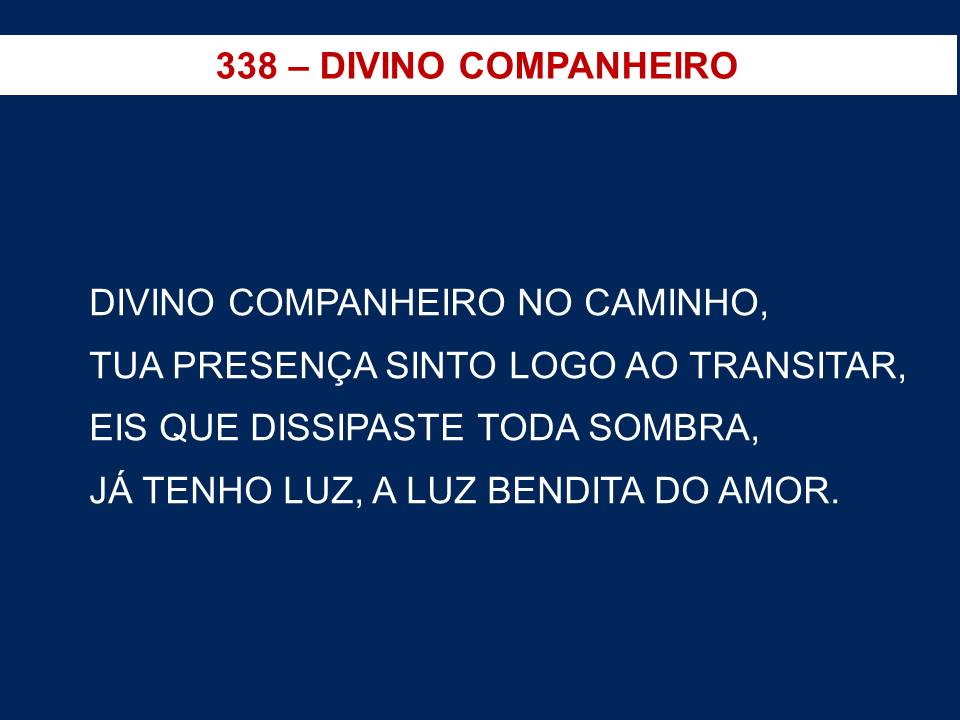 338 – DIVINO COMPANHEIRO
DIVINO COMPANHEIRO NO CAMINHO,
TUA PRESENÇA SINTO LOGO AO TRANSITAR,
EIS QUE DISSIPASTE TODA SOMBRA,
JÁ TENHO LUZ, A LUZ BENDITA DO AMOR.